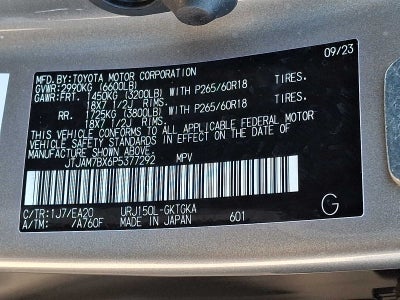 MFD.BY:TOYOTA MOTOR CORPORATION 09/23
GVWR:2990KG (6600LB)
GAWR:FRT. 1450KG (3200LB) WITH P265/60R18 TIRES.
18X7 1/2J RIMS.
RR. 1725KG (3800LB) WITH P265/60R18 TIRES.
18X7 1/2J RIMS.
THIS VEHICLE CONFORMS TO ALL APPLICABLE FEDERAL MOTOR
VEHICLE SAFETY STANDARDS IN EFFECT ON THE DATE OF
MANUFACTURE SHOWN ABOVE.
JTJAM7BX6P5377292 MPV
C/TR:1J7/EA20 URJ150L-GKTGKA
A/TM: /A760F MADE IN JAPAN 601 G